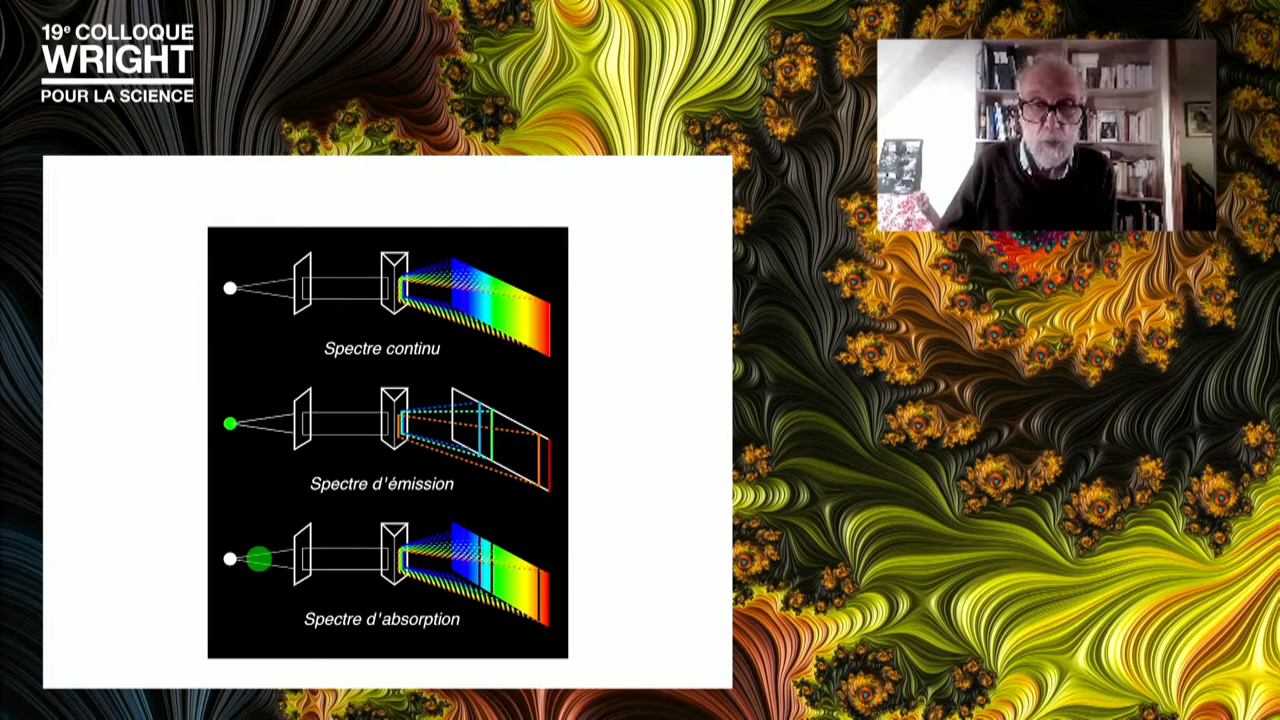 19e COLLOQUE
WRIGHT
POUR LA SCIENCE
Spectre continu
Spectre d'émission
Spectre d'absorption